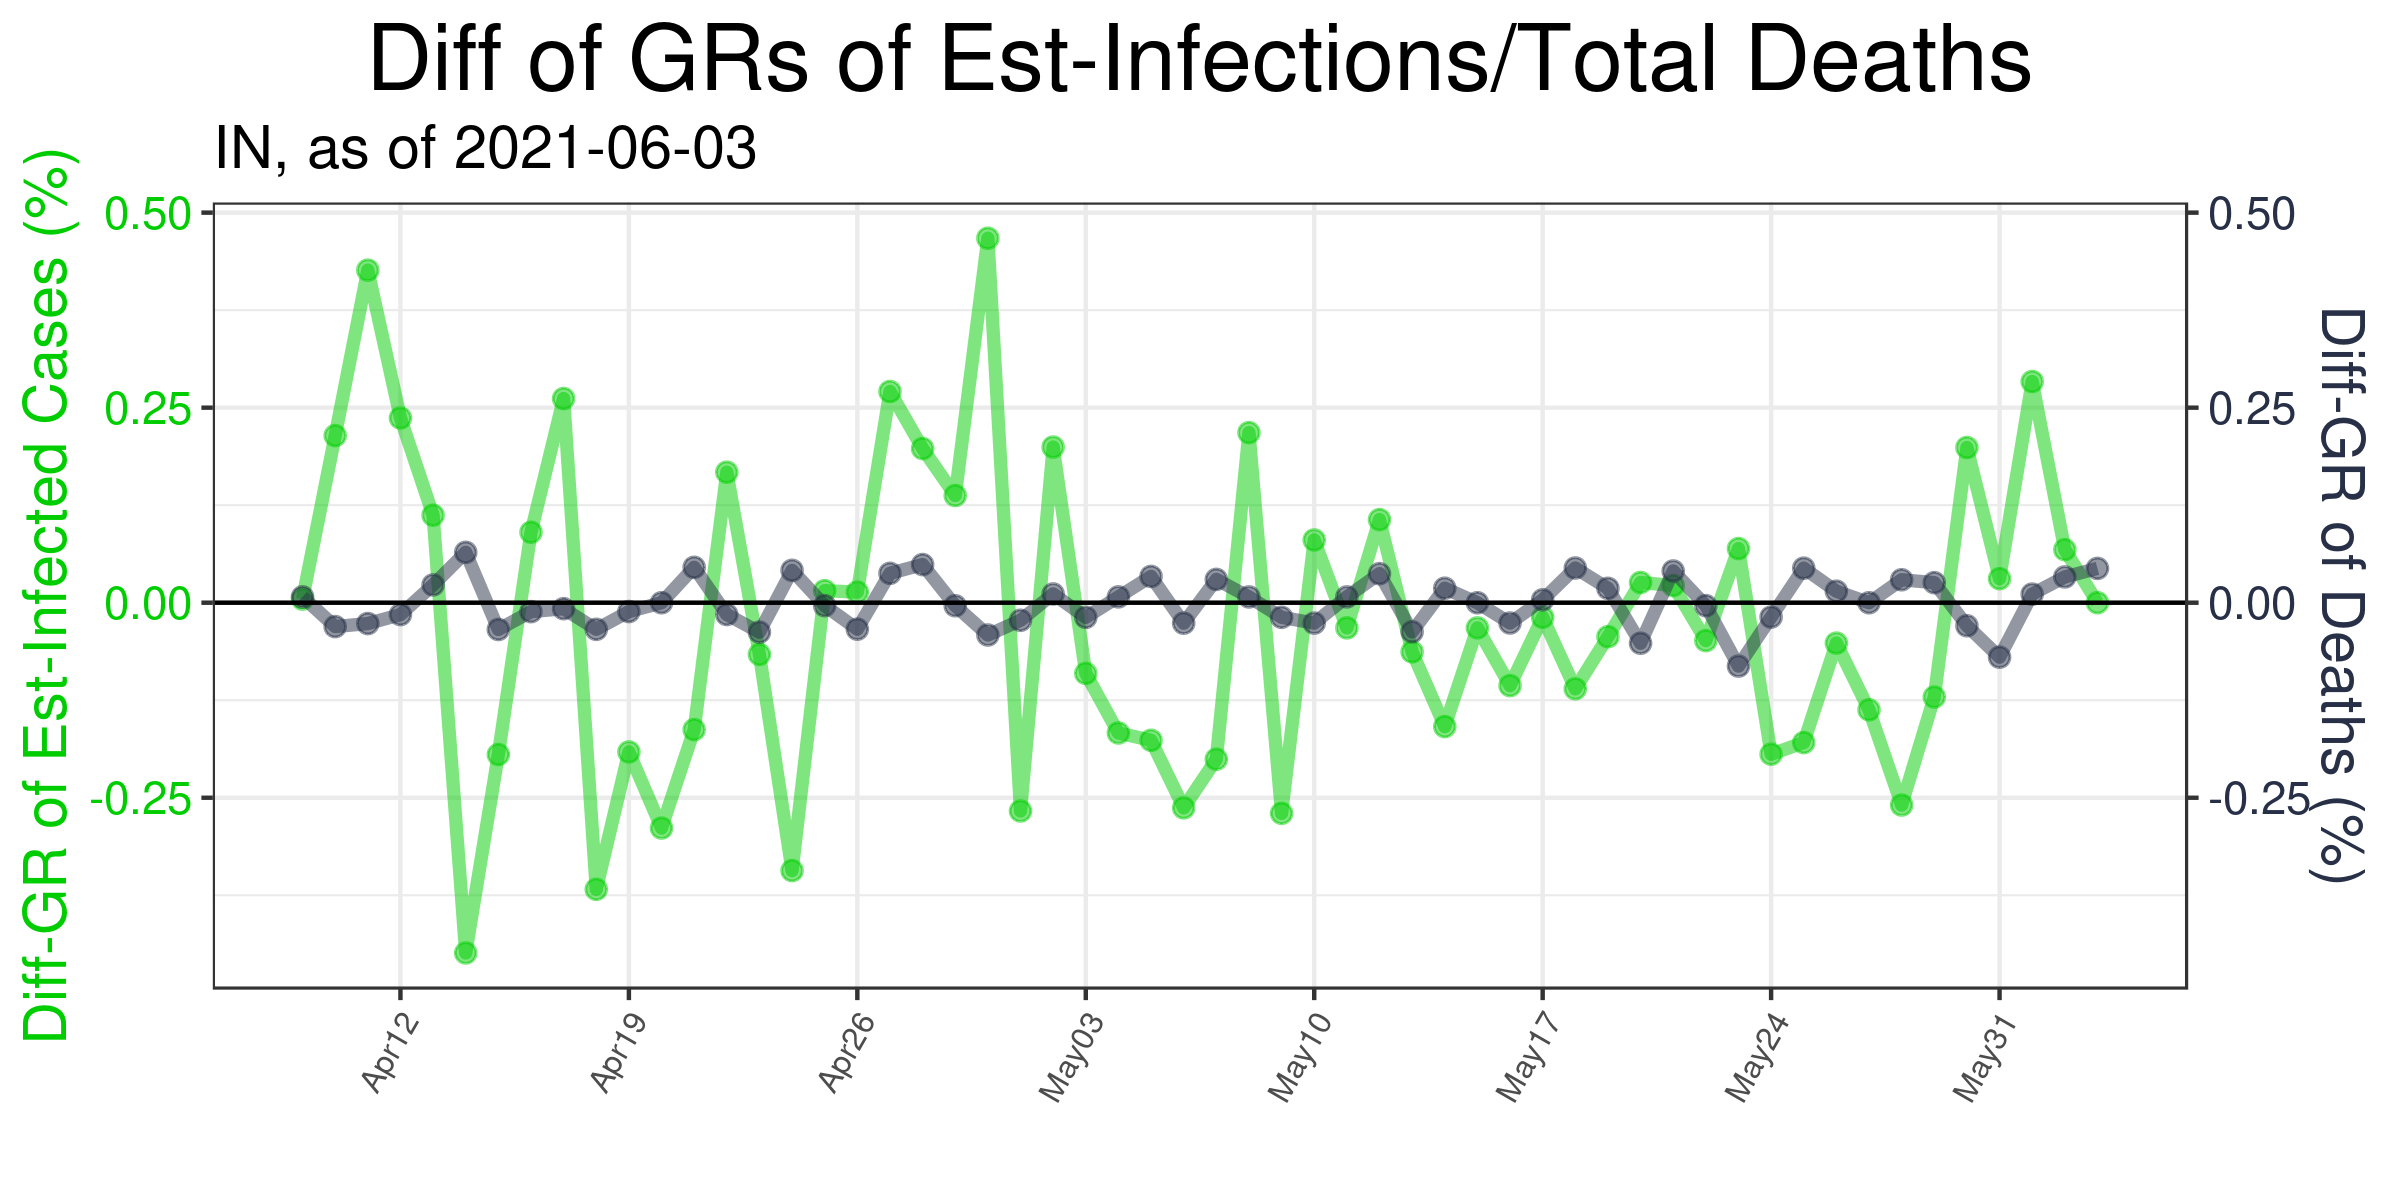 Diff of GRs of Est-Infections/Total Deaths
IN, as of 2021-06-03
Diff-GR of Est-Infected Cases (%)
0.50
0.25
0.00
-0.25
0.50
0.25
0.00
-0.25
Diff-GR of Deaths (%)
Apr12
Apr19
Apr26
May03
May10
May17
May24
May31